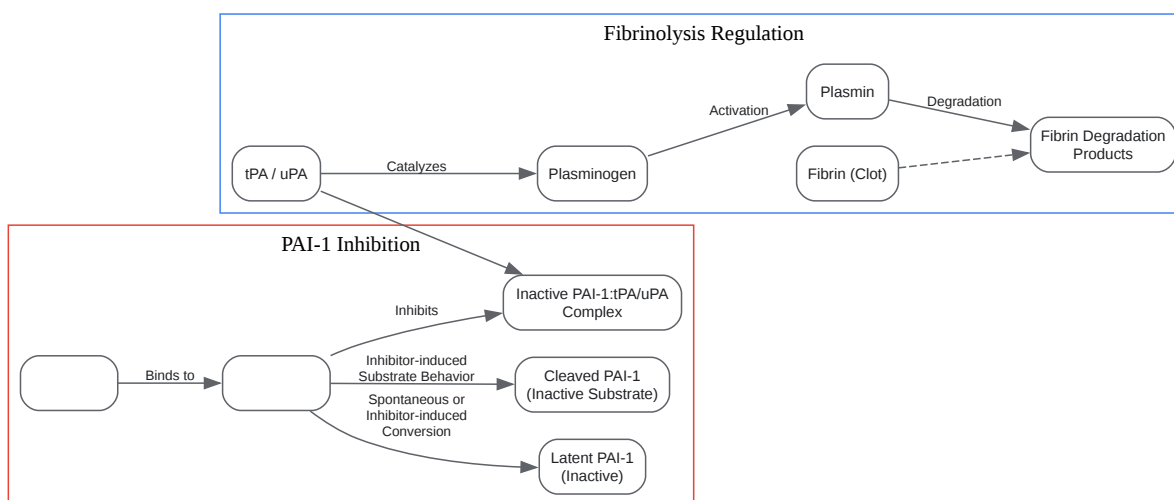 Fibrinolysis Regulation
Plasmin
Activation
Degradation
Fibrin Degradation
Products
tPA / uPA
Catalyzes
Plasminogen
Fibrin (Clot)
PAI-1 Inhibition
Inactive PAI-1:tPA/uPA
Complex
Inhibits
Binds to
Inhibitor-induced
Substrate Behavior
Cleaved PAI-1
(Inactive Substrate)
Spontaneous or
Inhibitor-induced
Conversion
Latent PAI-1
(Inactive)